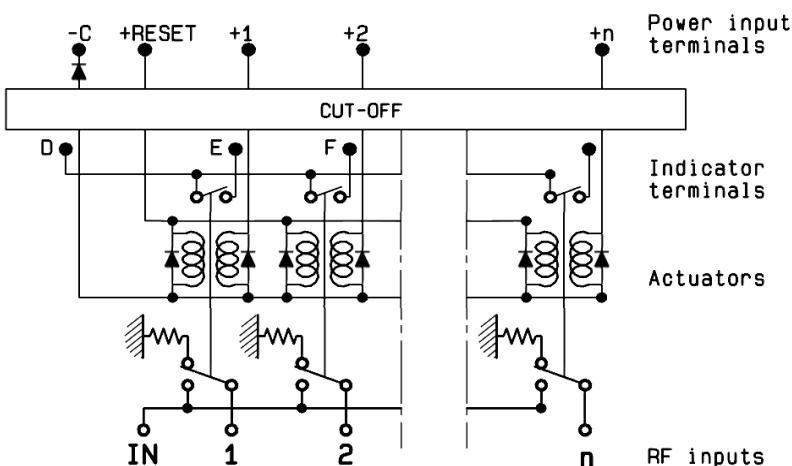 -C +RESET +1 +2 +n
Power input
terminals
CUT-OFF
D E F
Indicator
terminals
Actuators
IN 1 2 n
RF inputs